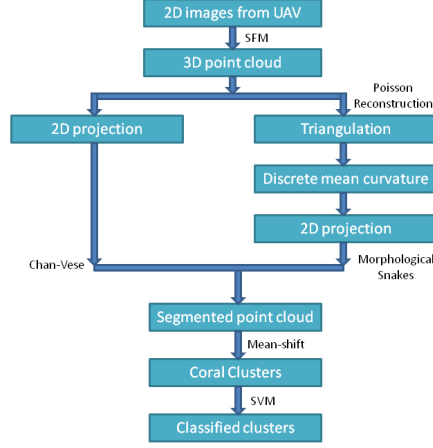 2D images from UAV
SFM
3D point cloud
Poisson
Reconstruction
2D projection
Triangulation
Discrete mean curvature
2D projection
Chan-Vese
Morphological
Snakes
Segmented point cloud
Mean-shift
Coral Clusters
SVM
Classified clusters